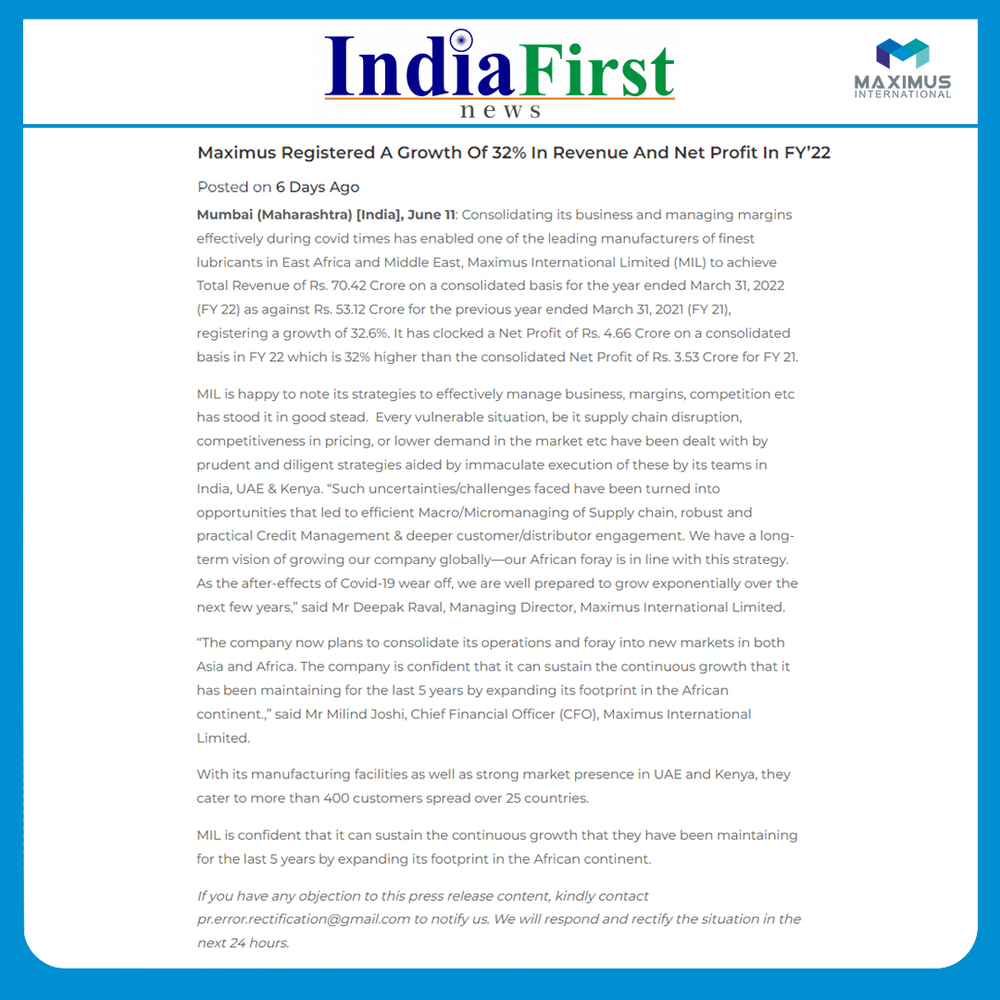 IndiaFirst
news
MAXIMUS
INTERNATIONAL
Maximus Registered A Growth Of 32% In Revenue And Net Profit In FY’22
Posted on 6 Days Ago
Mumbai (Maharashtra) [India], June 11: Consolidating its business and managing margins
effectively during covid times has enabled one of the leading manufacturers of finest
lubricants in East Africa and Middle East, Maximus International Limited (MIL) to achieve
Total Revenue of Rs. 70.42 Crore on a consolidated basis for the year ended March 31, 2022
(FY 22) as against Rs. 53.12 Crore for the previous year ended March 31, 2021 (FY 21),
registering a growth of 32.6%. It has clocked a Net Profit of Rs. 4.66 Crore on a consolidated
basis in FY 22 which is 32% higher than the consolidated Net Profit of Rs. 3.53 Crore for FY 21.
MIL is happy to note its strategies to effectively manage business, margins, competition etc
has stood it in good stead.  Every vulnerable situation, be it supply chain disruption,
competitiveness in pricing, or lower demand in the market etc have been dealt with by
prudent and diligent strategies aided by immaculate execution of these by its teams in
India, UAE & Kenya. “Such uncertainties/challenges faced have been turned into
opportunities that led to efficient Macro/Micromanaging of Supply chain, robust and
practical Credit Management & deeper customer/distributor engagement. We have a long-
term vision of growing our company globally—our African foray is in line with this strategy.
As the after-effects of Covid-19 wear off, we are well prepared to grow exponentially over the
next few years,” said Mr Deepak Raval, Managing Director, Maximus International Limited.
“The company now plans to consolidate its operations and foray into new markets in both
Asia and Africa. The company is confident that it can sustain the continuous growth that it
has been maintaining for the last 5 years by expanding its footprint in the African
continent.,” said Mr Milind Joshi, Chief Financial Officer (CFO), Maximus International
Limited.
With its manufacturing facilities as well as strong market presence in UAE and Kenya, they
cater to more than 400 customers spread over 25 countries.
MIL is confident that it can sustain the continuous growth that they have been maintaining
for the last 5 years by expanding its footprint in the African continent.
If you have any objection to this press release content, kindly contact
pr.error.rectification@gmail.com to notify us. We will respond and rectify the situation in the
next 24 hours.